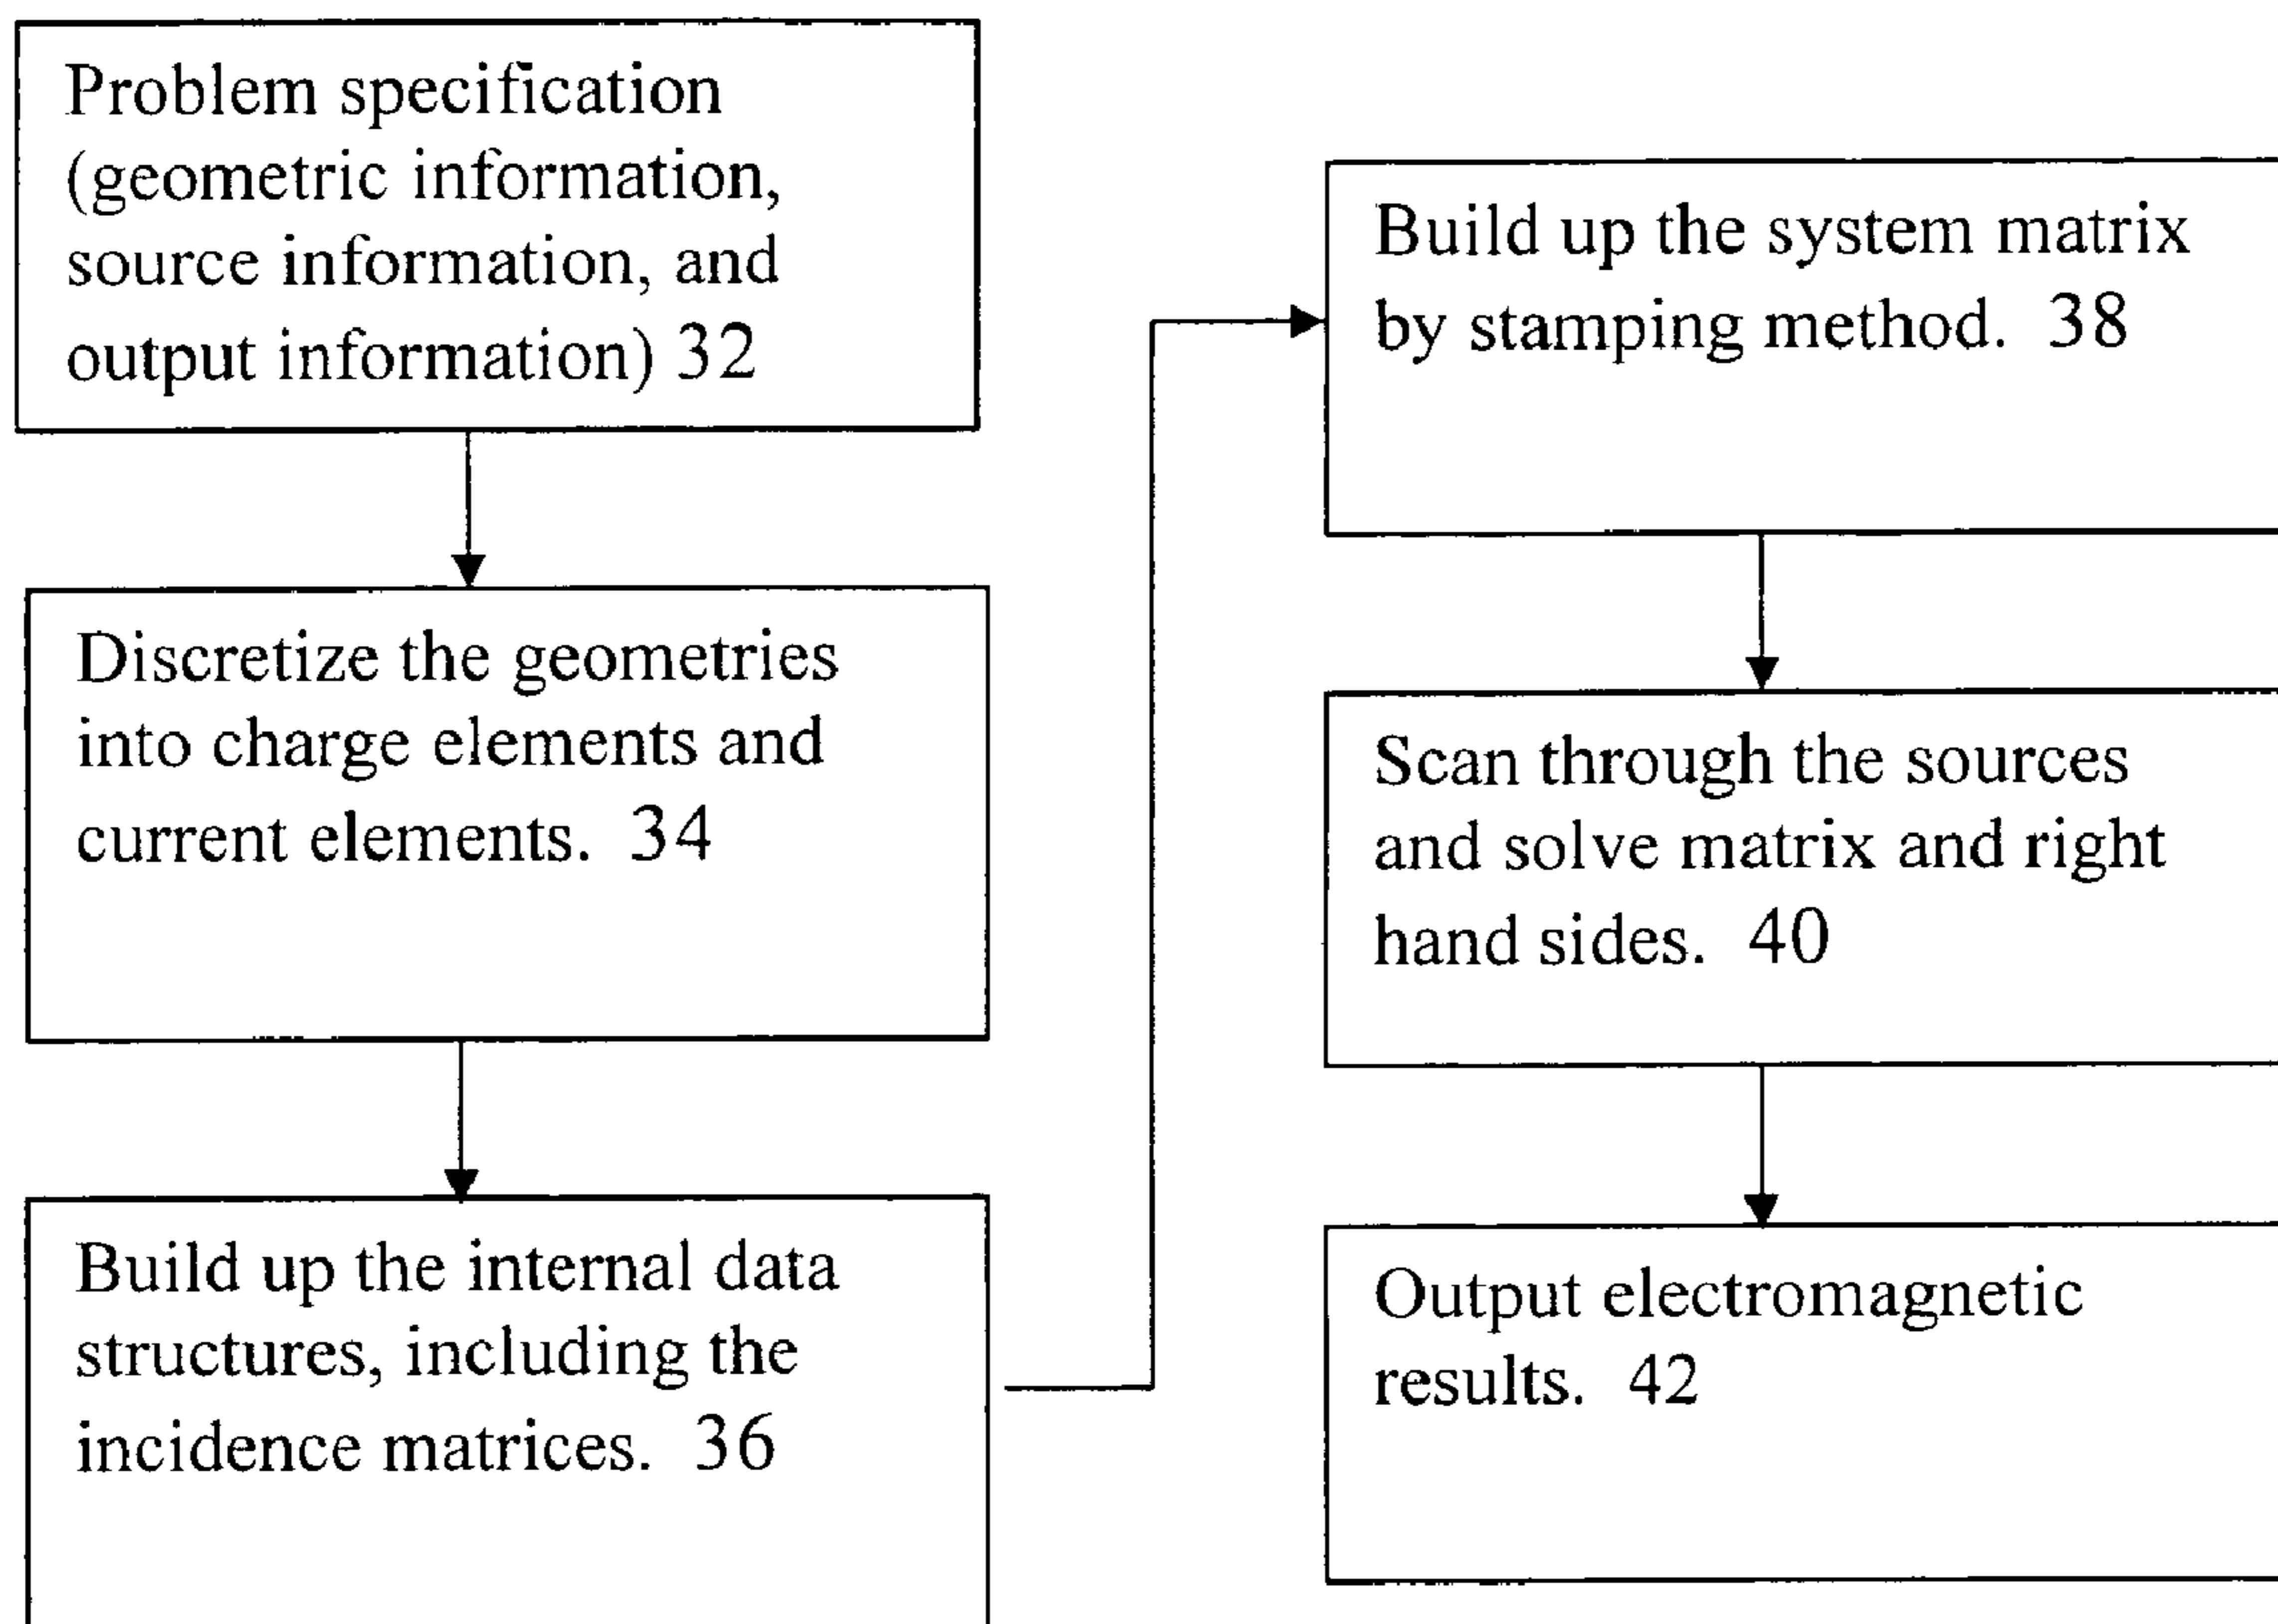 Problem specification
(geometric information,
source information, and
output information) 32
Discretize the geometries
into charge elements and
current elements. 34
Build up the internal data
structures, including the
incidence matrices. 36
Build up the system matrix
by stamping method. 38
Scan through the sources
and solve matrix and right
hand sides. 40
Output electromagnetic
results. 42